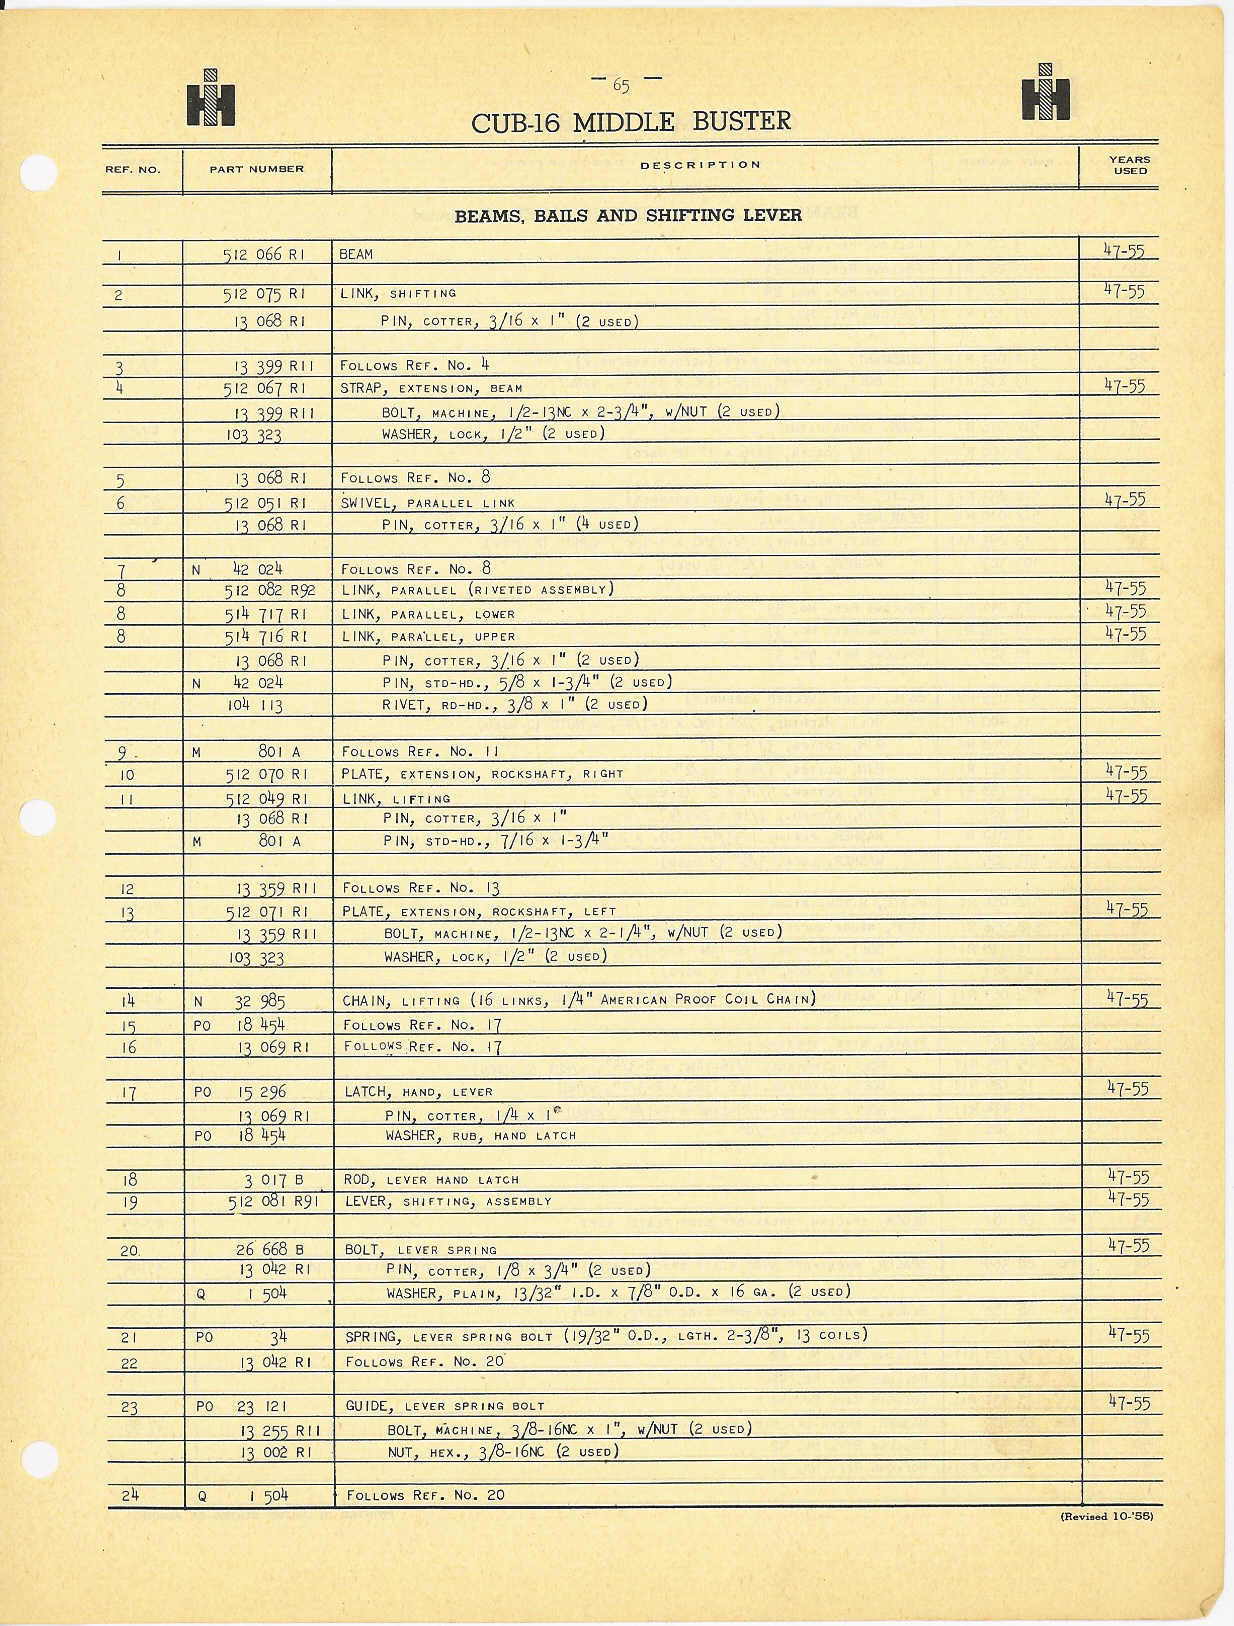 — 65 —
CUB-16 MIDDLE BUSTER
REF. NO. PART NUMBER DESCRIPTION YEARS USED
BEAMS, BAILS AND SHIFTING LEVER
1 512 066 R1 BEAM 47-55
2 512 075 R1 LINK, SHIFTING 47-55
13 068 R1 PIN, COTTER, 3/16 X 1" (2 USED)
3 13 399 R11 FOLLOWS REF. NO. 4
4 512 067 R1 STRAP, EXTENSION, BEAM 47-55
13 399 R11 BOLT, MACHINE, 1/2-13NC X 2-3/4", W/NUT (2 USED)
103 323 WASHER, LOCK, 1/2" (2 USED)
5 13 068 R1 FOLLOWS REF. NO. 8
6 512 051 R1 SWIVEL, PARALLEL LINK 47-55
13 068 R1 PIN, COTTER, 3/16 X 1" (4 USED)
7 N 42 024 FOLLOWS REF. NO. 8
8 512 082 R92 LINK, PARALLEL (RIVETED ASSEMBLY) 47-55
8 514 717 R1 LINK, PARALLEL, LOWER 47-55
8 514 716 R1 LINK, PARALLEL, UPPER 47-55
13 068 R1 PIN, COTTER, 3/16 X 1" (2 USED)
N 42 024 PIN, STD-HD., 5/8 X 1-3/4" (2 USED)
104 113 RIVET, RD-HD., 3/8 X 1" (2 USED)
9 M 801 A FOLLOWS REF. NO. 11
10 512 070 R1 PLATE, EXTENSION, ROCKSHAFT, RIGHT 47-55
11 512 049 R1 LINK, LIFTING 47-55
13 068 R1 PIN, COTTER, 3/16 X 1"
M 801 A PIN, STD-HD., 7/16 X 1-3/4"
12 13 359 R11 FOLLOWS REF. NO. 13
13 512 071 R1 PLATE, EXTENSION, ROCKSHAFT, LEFT 47-55
13 359 R11 BOLT, MACHINE, 1/2-13NC X 2-1/4", W/NUT (2 USED)
103 323 WASHER, LOCK, 1/2" (2 USED)
14 N 32 985 CHAIN, LIFTING (16 LINKS, 1/4" AMERICAN PROOF COIL CHAIN) 47-55
15 PO 18 454 FOLLOWS REF. NO. 17
16 13 069 R1 FOLLOWS REF. NO. 17
17 PO 15 296 LATCH, HAND, LEVER 47-55
13 069 R1 PIN, COTTER, 1/4 X 1"
PO 18 454 WASHER, RUB, HAND LATCH
18 3 017 B ROD, LEVER HAND LATCH 47-55
19 512 081 R91 LEVER, SHIFTING, ASSEMBLY 47-55
20 26 668 B BOLT, LEVER SPRING 47-55
13 042 R1 PIN, COTTER, 1/8 X 3/4" (2 USED)
Q 1 504 WASHER, PLAIN, 13/32" I.D. X 7/8" O.D. X 16 GA. (2 USED)
21 PO 34 SPRING, LEVER SPRING BOLT (19/32" O.D., LGTH. 2-3/8", 13 COILS) 47-55
22 13 042 R1 FOLLOWS REF. NO. 20
23 PO 23 121 GUIDE, LEVER SPRING BOLT 47-55
13 255 R11 BOLT, MACHINE, 3/8-16NC X 1", W/NUT (2 USED)
13 002 R1 NUT, HEX., 3/8-16NC (2 USED)
24 Q 1 504 FOLLOWS REF. NO. 20
(Revised 10-'55)